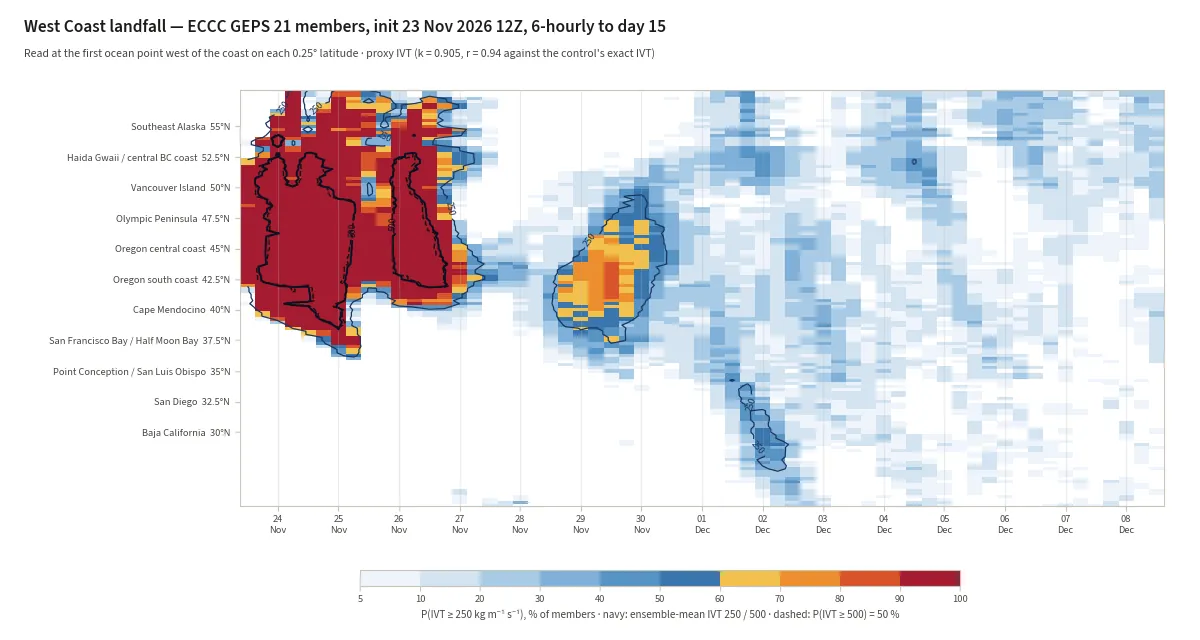 West Coast landfall — ECCC GEPS 21 members, init 23 Nov 2026 12Z, 6-hourly to day 15
Read at the first ocean point west of the coast on each 0.25° latitude · proxy IVT (k = 0.905, r = 0.94 against the control's exact IVT)
Southeast Alaska 55°N
Haida Gwaii / central BC coast 52.5°N
Vancouver Island 50°N
Olympic Peninsula 47.5°N
Oregon central coast 45°N
Oregon south coast 42.5°N
Cape Mendocino 40°N
San Francisco Bay / Half Moon Bay 37.5°N
Point Conception / San Luis Obispo 35°N
San Diego 32.5°N
Baja California 30°N
250
250
250
250
24 25 26 27 28 29 30 01 02 03 04 05 06 07 08
Nov Nov Nov Nov Nov Nov Nov Dec Dec Dec Dec Dec Dec Dec Dec
5 10 20 30 40 50 60 70 80 90 100
P(IVT ≥ 250 kg m⁻¹ s⁻¹), % of members · navy: ensemble-mean IVT 250 / 500 · dashed: P(IVT ≥ 500) = 50 %